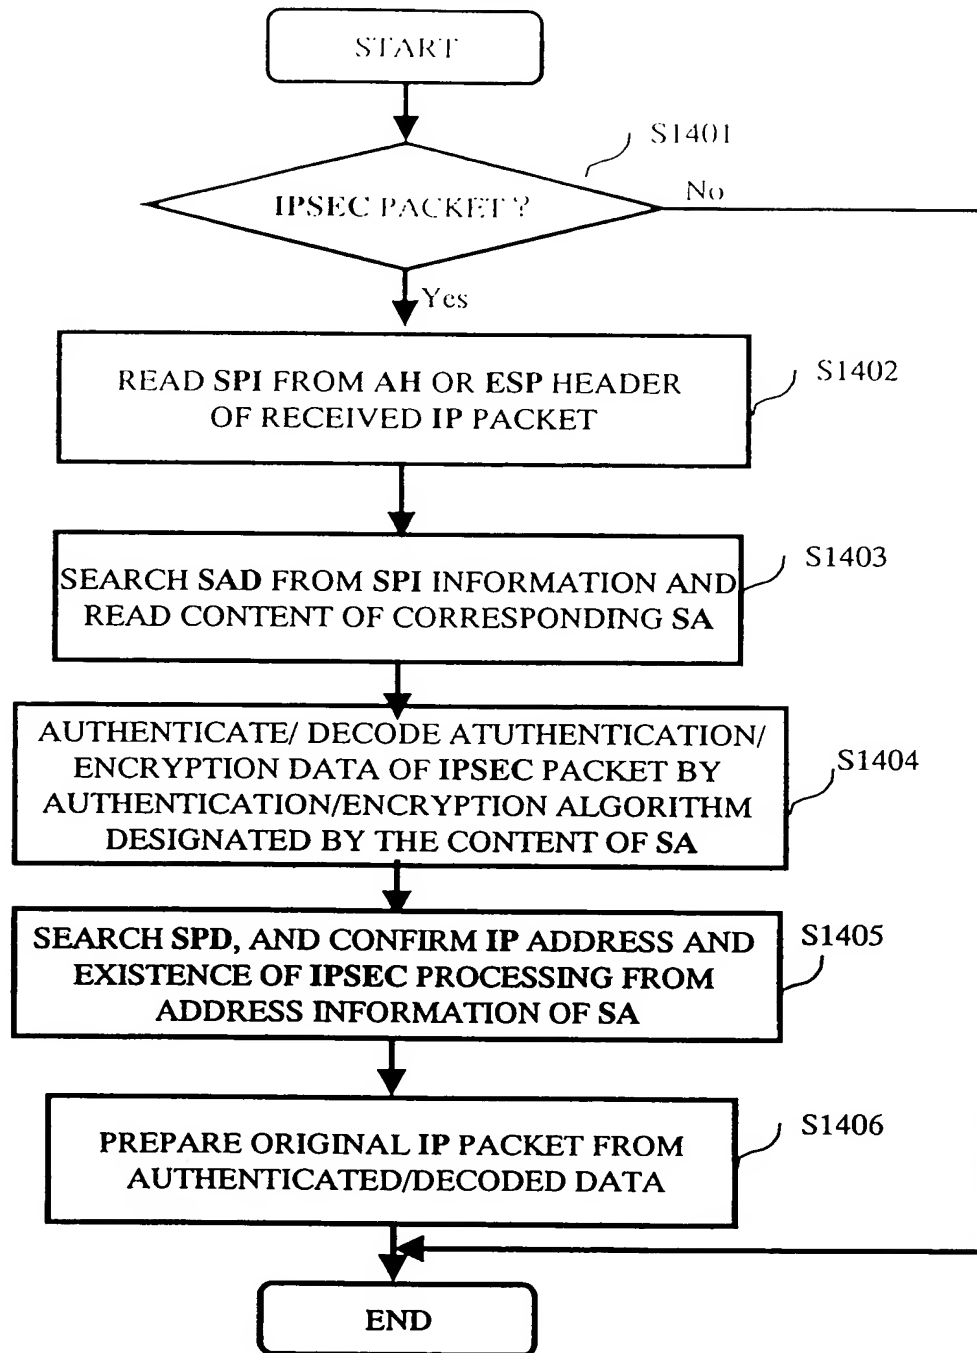 START
S1401
IPSEC PACKET ?
No
Yes
READ SPI FROM AH OR ESP HEADER
OF RECEIVED IP PACKET
S1402
SEARCH SAD FROM SPI INFORMATION AND
READ CONTENT OF CORRESPONDING SA
S1403
AUTHENTICATE/ DECODE ATUTHENTICATION/
ENCRYPTION DATA OF IPSEC PACKET BY
AUTHENTICATION/ENCRYPTION ALGORITHM
DESIGNATED BY THE CONTENT OF SA
S1404
SEARCH SPD, AND CONFIRM IP ADDRESS AND
EXISTENCE OF IPSEC PROCESSING FROM
ADDRESS INFORMATION OF SA
S1405
PREPARE ORIGINAL IP PACKET FROM
AUTHENTICATED/DECODED DATA
S1406
END